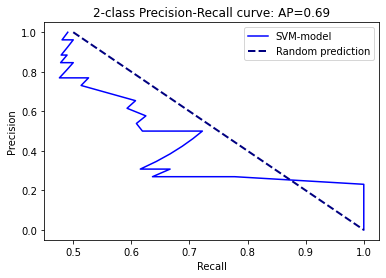 2-class Precision-Recall curve: AP=0.69
SVM-model
Random prediction
1.0
0.8
0.6
0.4
0.2
0.0
Precision
0.5
0.6
0.7
0.8
0.9
1.0
Recall